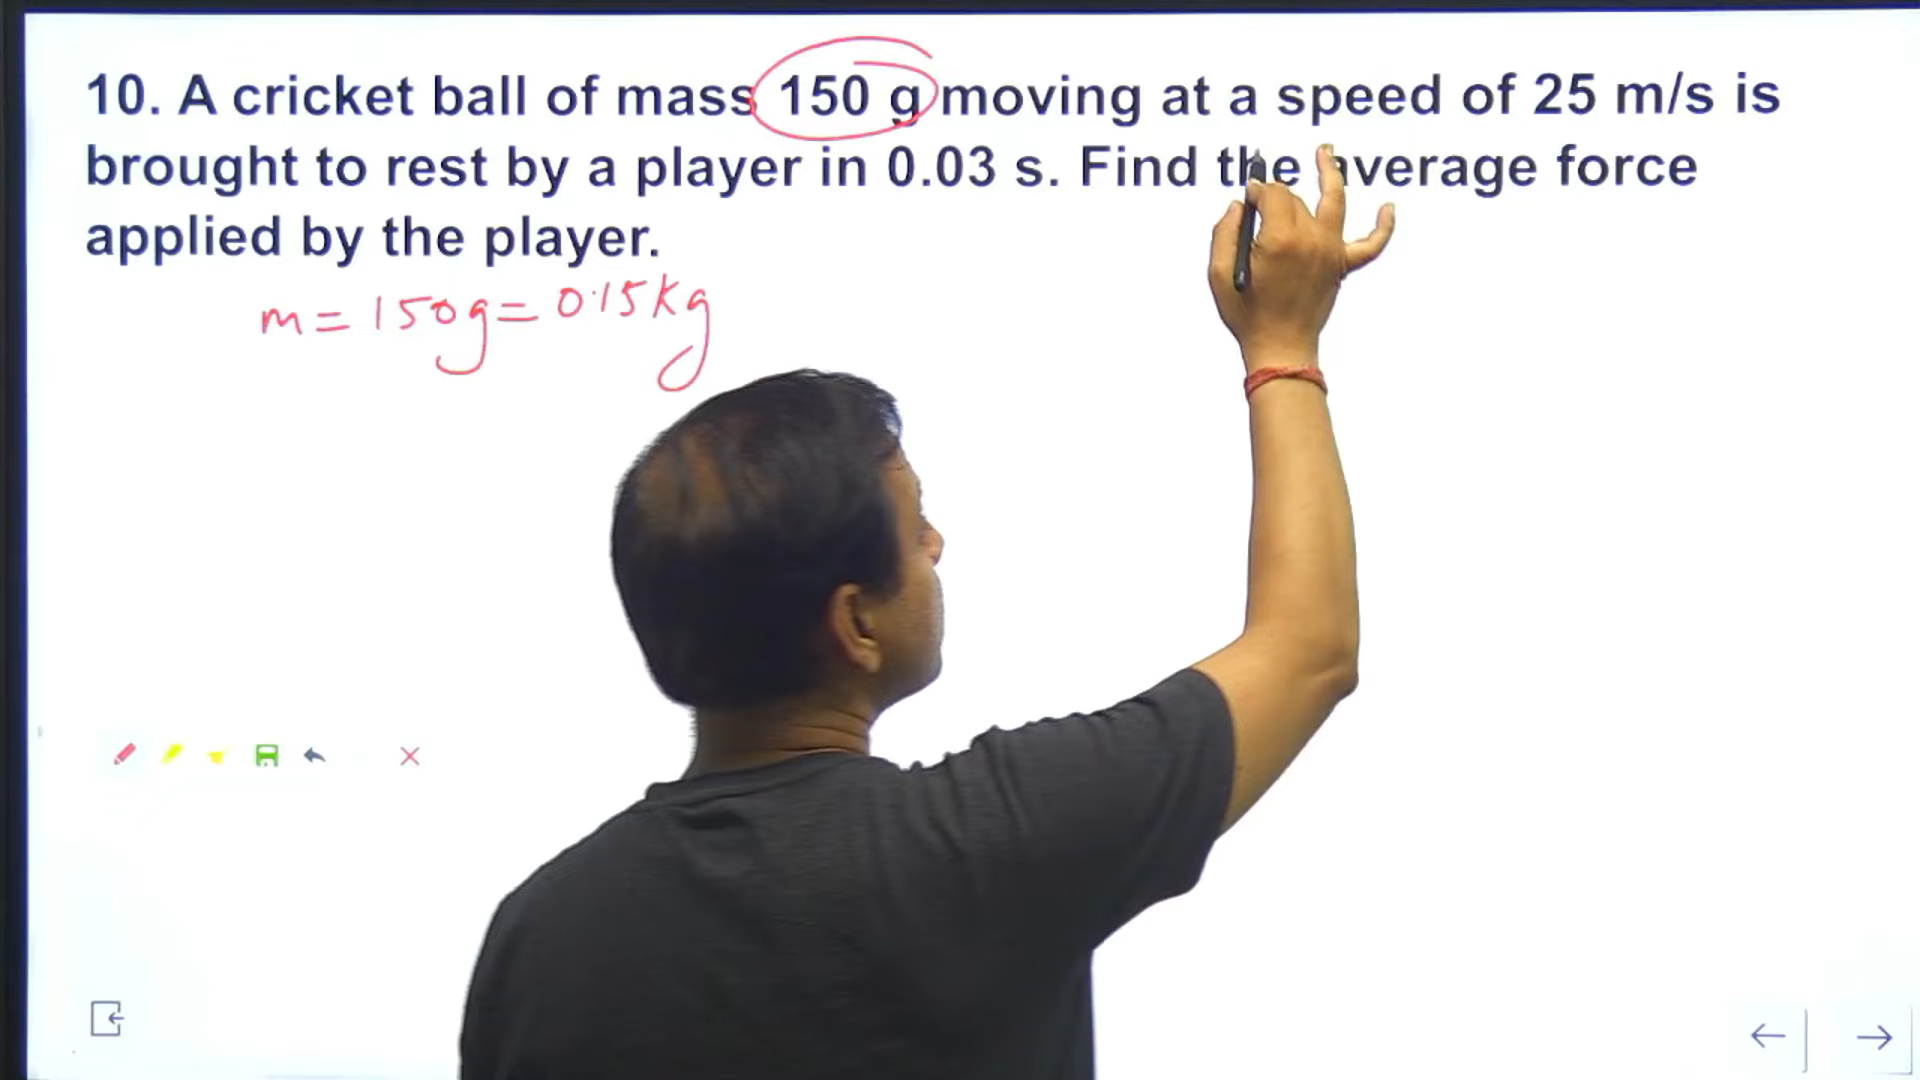 10. A cricket ball of mass 150 g moving at a speed of 25 m/s is
brought to rest by a player in 0.03 s. Find the average force
applied by the player.
m = 150g = 0.15kg